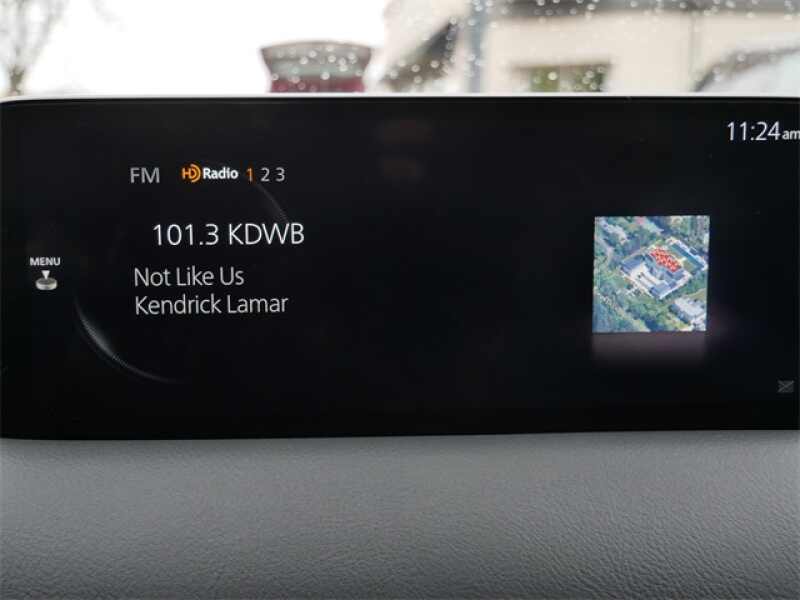 11:24am
FM HD Radio 1 2 3
101.3 KDWB
MENU
Not Like Us
Kendrick Lamar